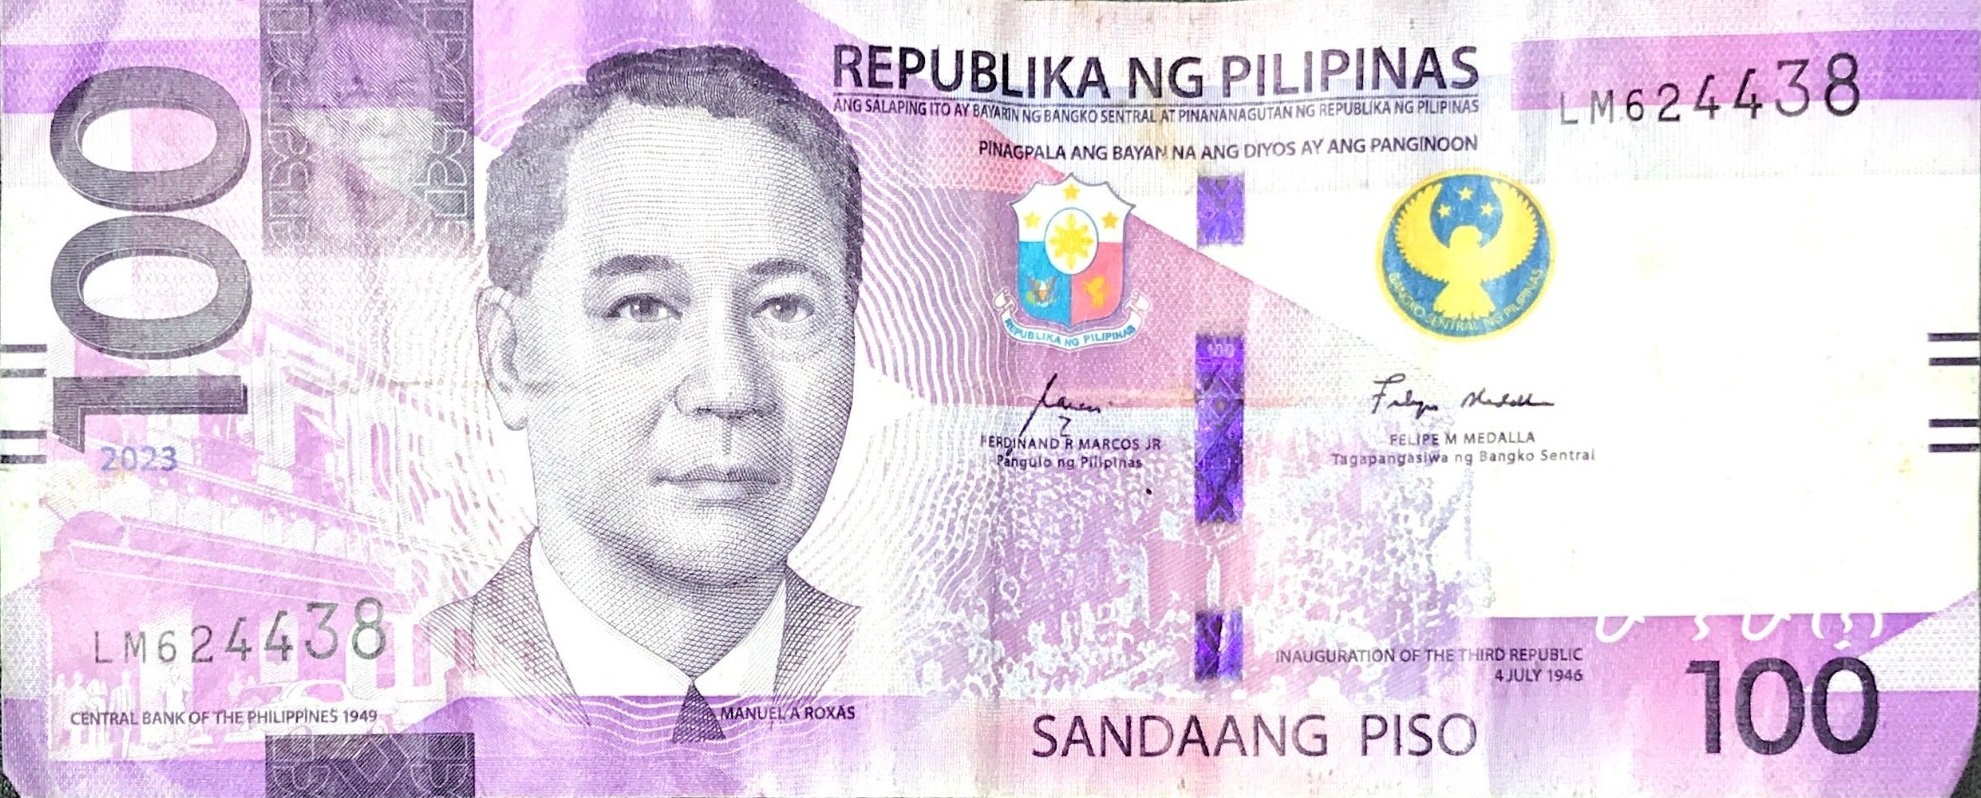 REPUBLIKA NG PILIPINAS
ANG SALAPING ITO AY BAYARIN NG BANGKO SENTRAL AT PINANANAGUTAN NG REPUBLIKA NG PILIPINAS
PINAGPALA ANG BAYAN NA ANG DIYOS AY ANG PANGINOON
LM624438
REPUBLIKA NG PILIPINAS
BANGKO SENTRAL NG PILIPINAS
FERDINAND R MARCOS JR
Pangulo ng Pilipinas
FELIPE M MEDALLA
Tagapangasiwa ng Bangko Sentral
100
2023
LM624438
CENTRAL BANK OF THE PHILIPPINES 1949
MANUEL A ROXAS
INAUGURATION OF THE THIRD REPUBLIC
4 JULY 1946
SANDAANG PISO
100